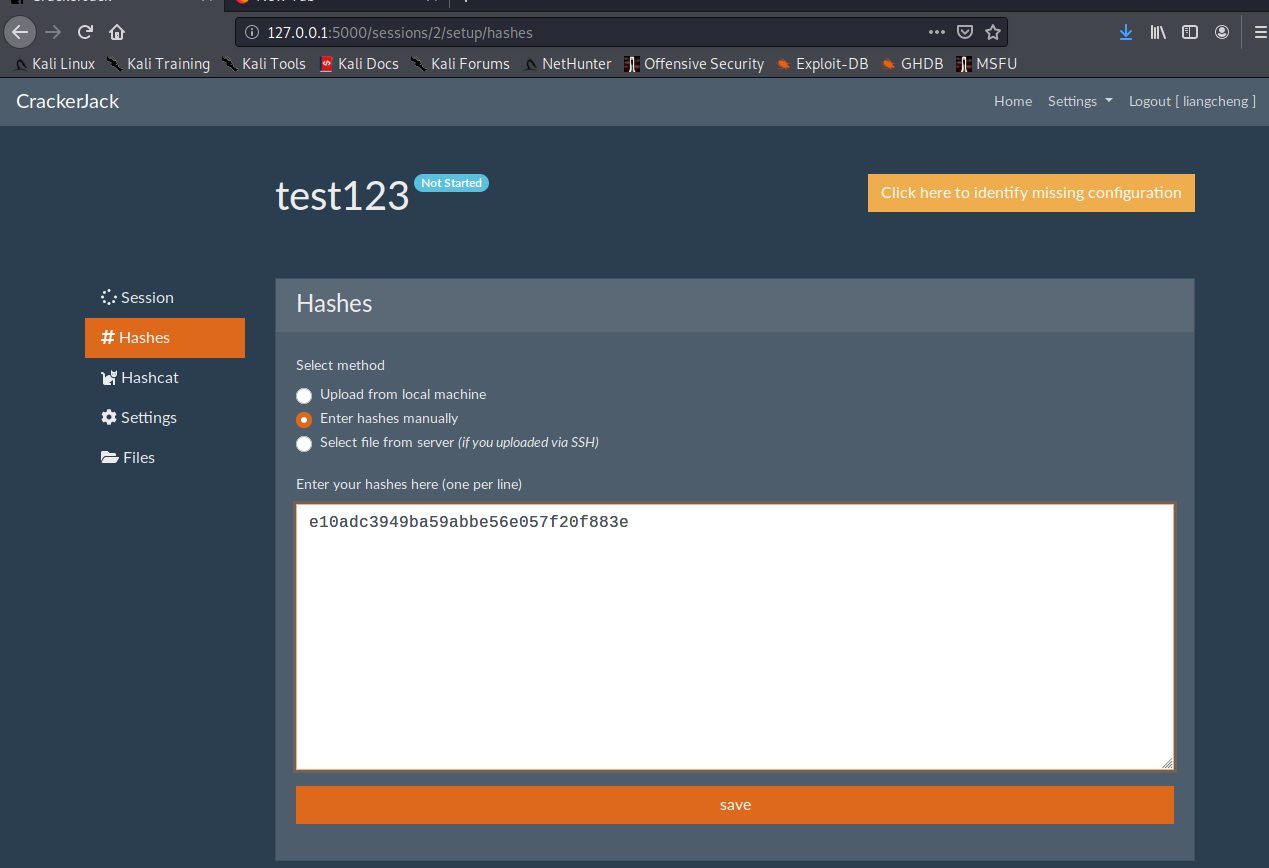 127.0.0.1:5000/sessions/2/setup/hashes
Kali Linux Kali Training Kali Tools Kali Docs Kali Forums NetHunter Offensive Security Exploit-DB GHDB MSFU
CrackerJack Home Settings Logout [ liangcheng ]
test123 Not Started Click here to identify missing configuration
Session
Hashes
Hashcat
Settings
Files
Hashes
Select method
Upload from local machine
Enter hashes manually
Select file from server (if you uploaded via SSH)
Enter your hashes here (one per line)
e10adc3949ba59abbe56e057f20f883e
save